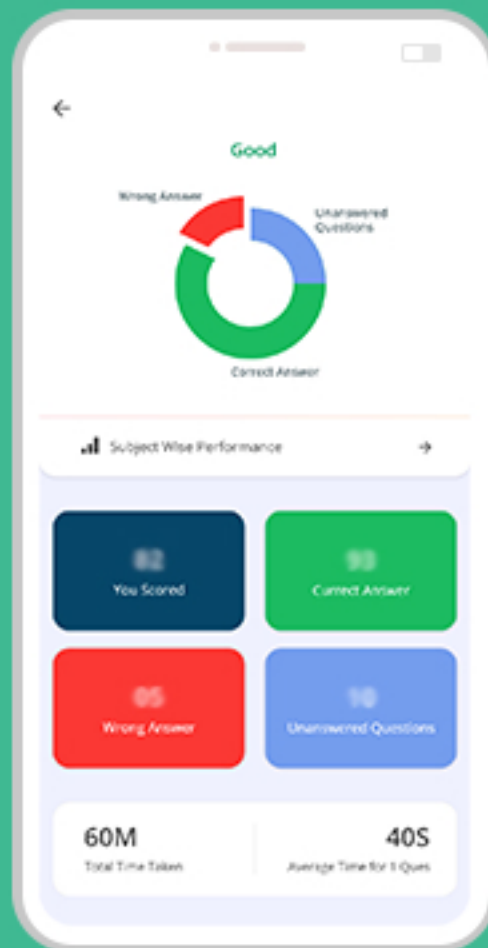 Good
Wrong Answer
Unanswered
Questions
Correct Answer
Subject Wise Performance
You Scored
Currect Answer
Wrong Answer
Unanswered Questions
60M
40S
Total Time Taken
Average Time for 1 Ques